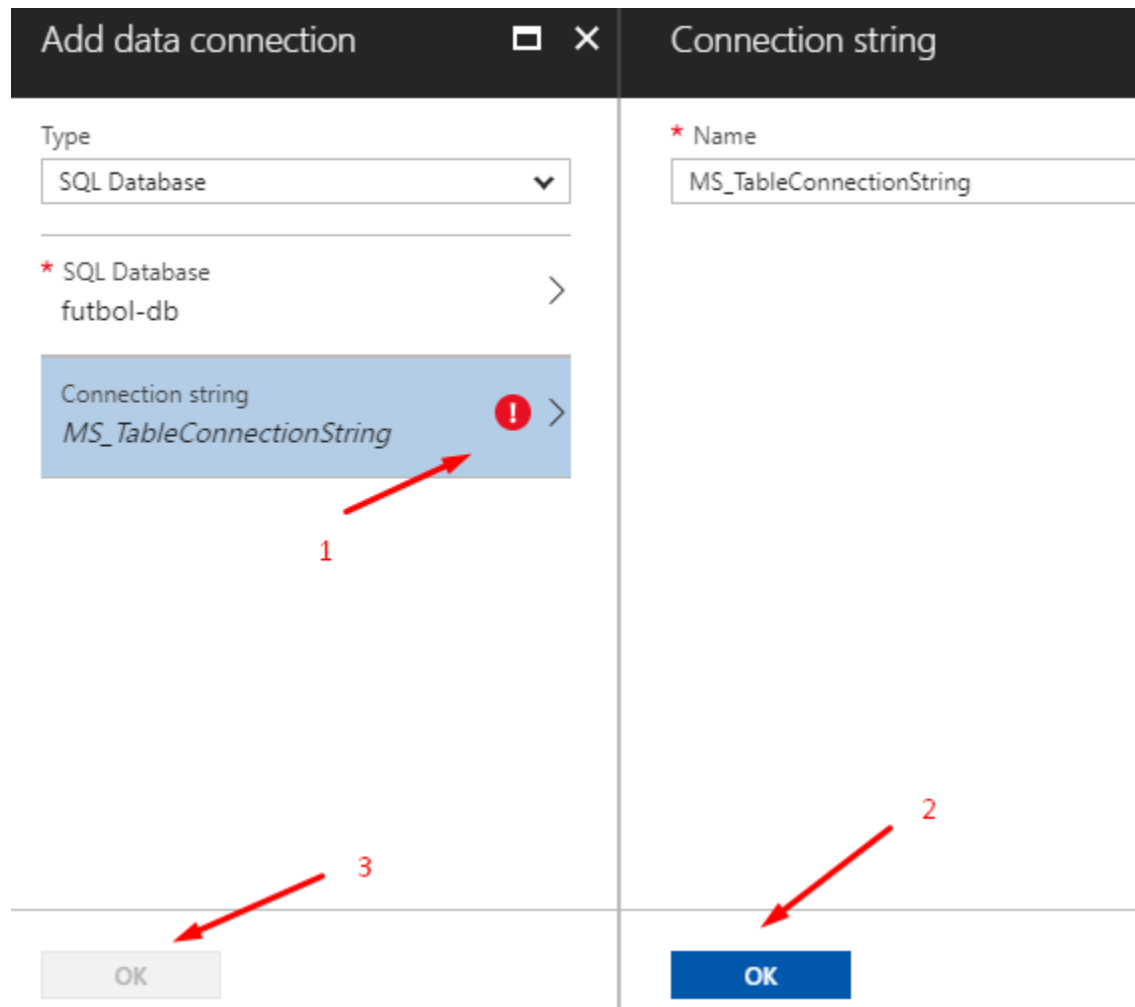 Add data connection
Type
SQL Database
* SQL Database
futbol-db
Connection string
MS_TableConnectionString
!
1
3
OK
Connection string
* Name
MS_TableConnectionString
2
OK